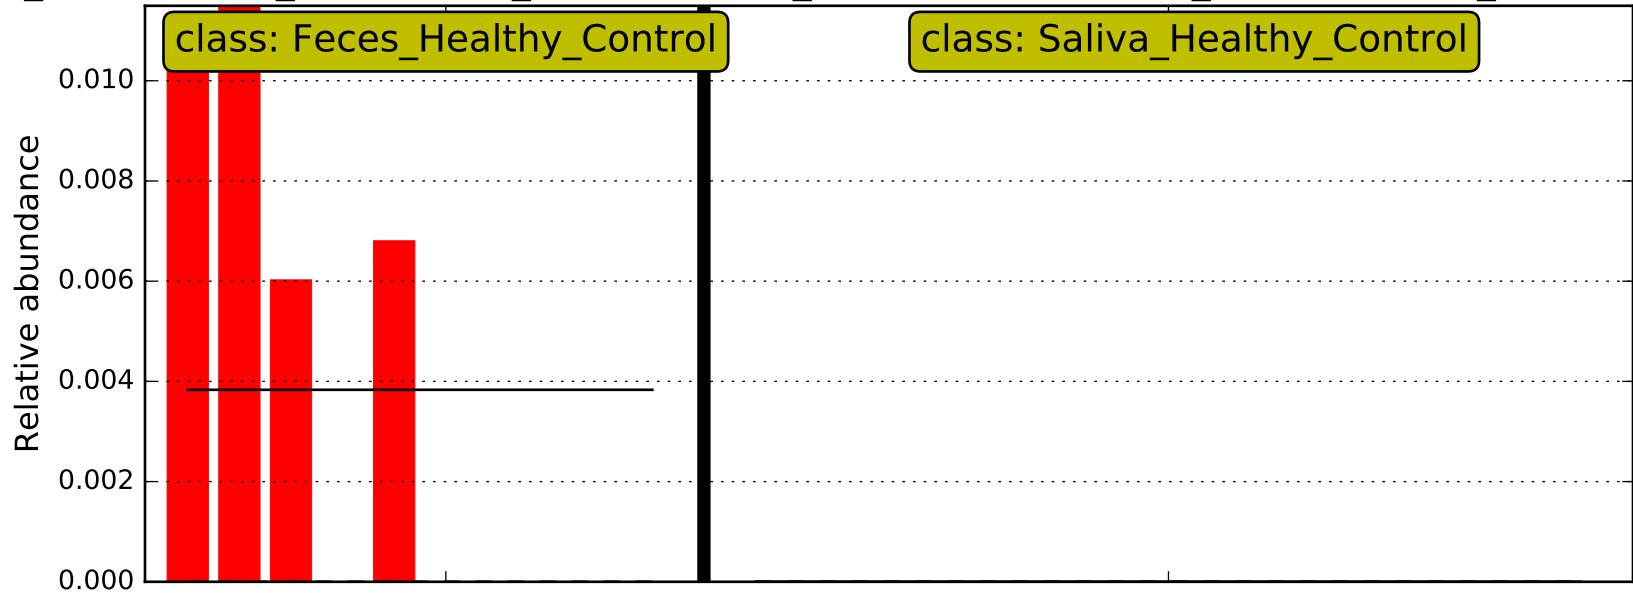 class: Feces_Healthy_Control
class: Saliva_Healthy_Control
0.010
0.008
0.006
0.004
0.002
0.000
Relative abundance